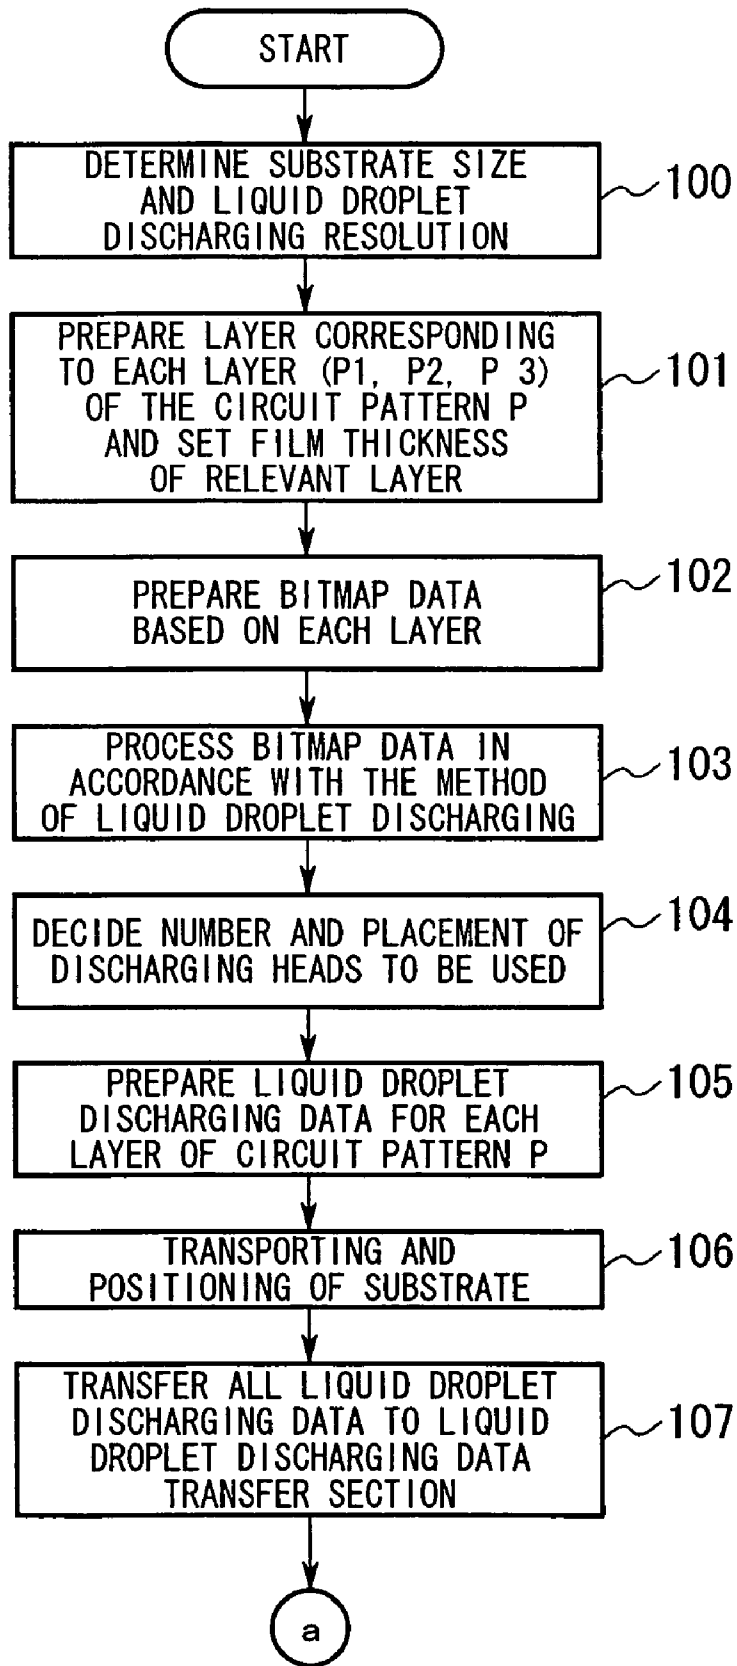 START
DETERMINE SUBSTRATE SIZE
AND LIQUID DROPLET
DISCHARGING RESOLUTION
100
PREPARE LAYER CORRESPONDING
TO EACH LAYER (P1, P2, P 3)
OF THE CIRCUIT PATTERN P
AND SET FILM THICKNESS
OF RELEVANT LAYER
101
PREPARE BITMAP DATA
BASED ON EACH LAYER
102
PROCESS BITMAP DATA IN
ACCORDANCE WITH THE METHOD
OF LIQUID DROPLET DISCHARGING
103
DECIDE NUMBER AND PLACEMENT OF
DISCHARGING HEADS TO BE USED
104
PREPARE LIQUID DROPLET
DISCHARGING DATA FOR EACH
LAYER OF CIRCUIT PATTERN P
105
TRANSPORTING AND
POSITIONING OF SUBSTRATE
106
TRANSFER ALL LIQUID DROPLET
DISCHARGING DATA TO LIQUID
DROPLET DISCHARGING DATA
TRANSFER SECTION
107
a